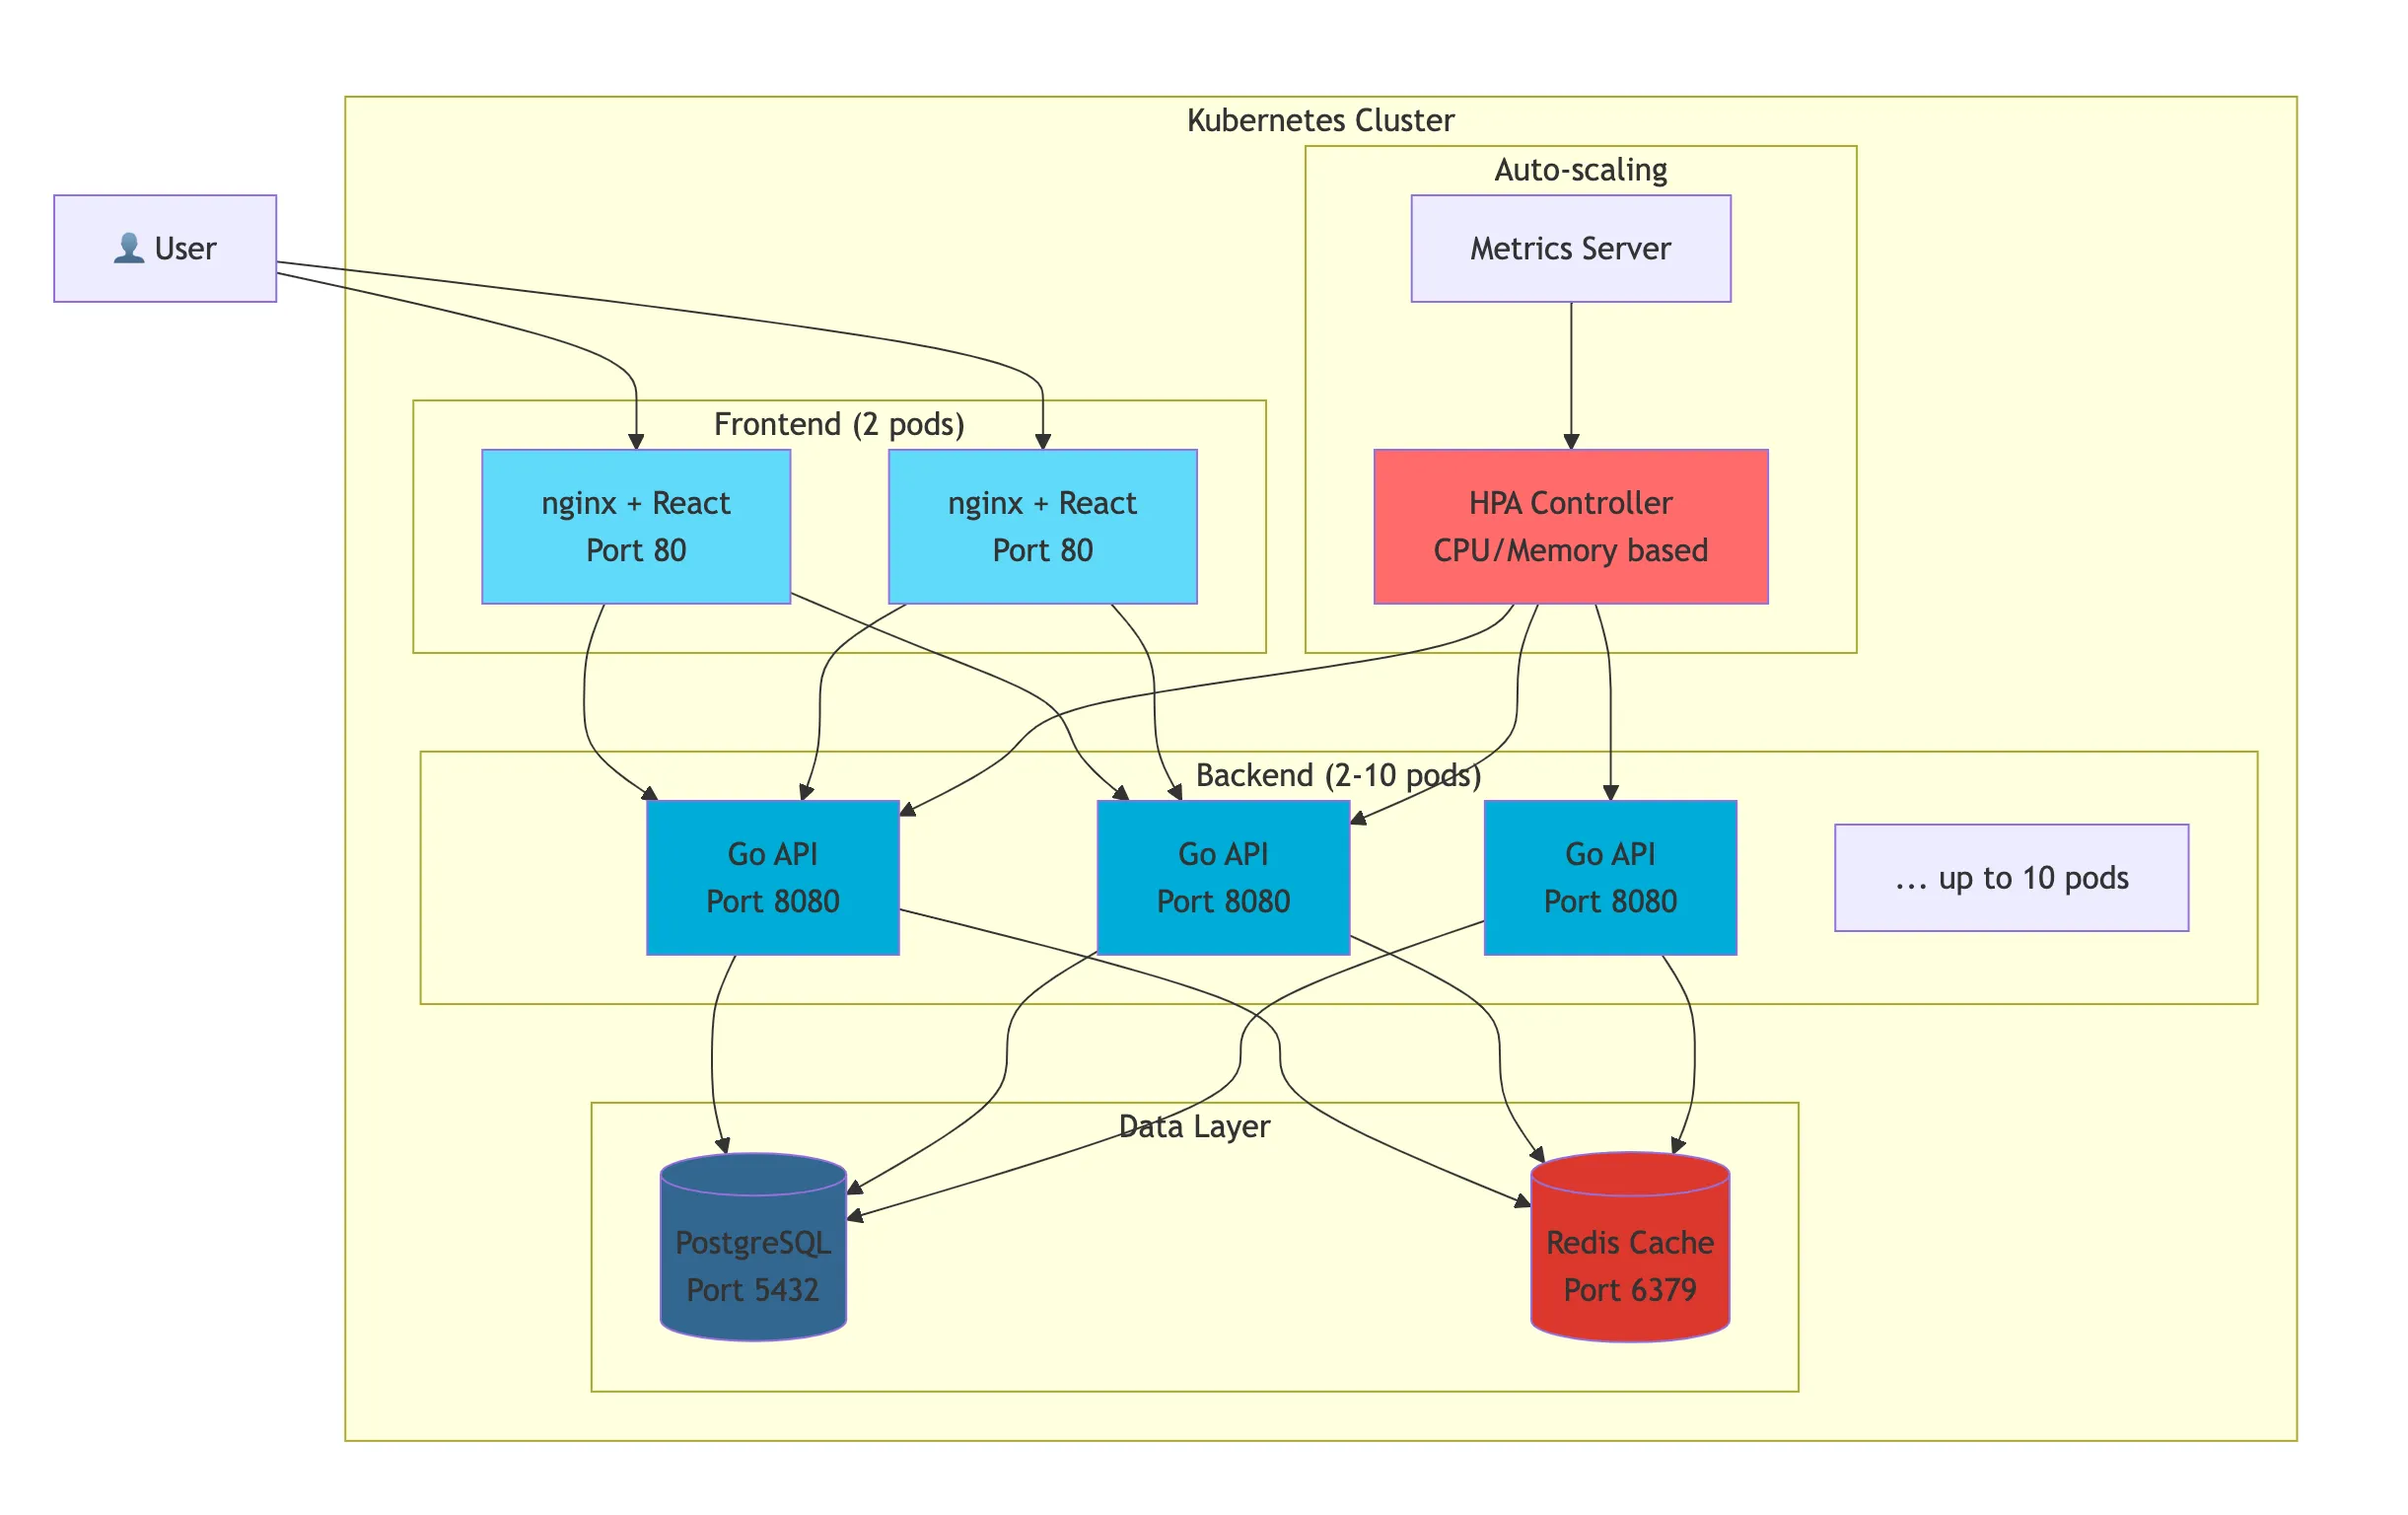 Kubernetes Cluster
Auto-scaling
User
Metrics Server
Frontend (2 pods)
nginx + React
Port 80
nginx + React
Port 80
HPA Controller
CPU/Memory based
Backend (2-10 pods)
Go API
Port 8080
Go API
Port 8080
Go API
Port 8080
... up to 10 pods
Data Layer
PostgreSQL
Port 5432
Redis Cache
Port 6379